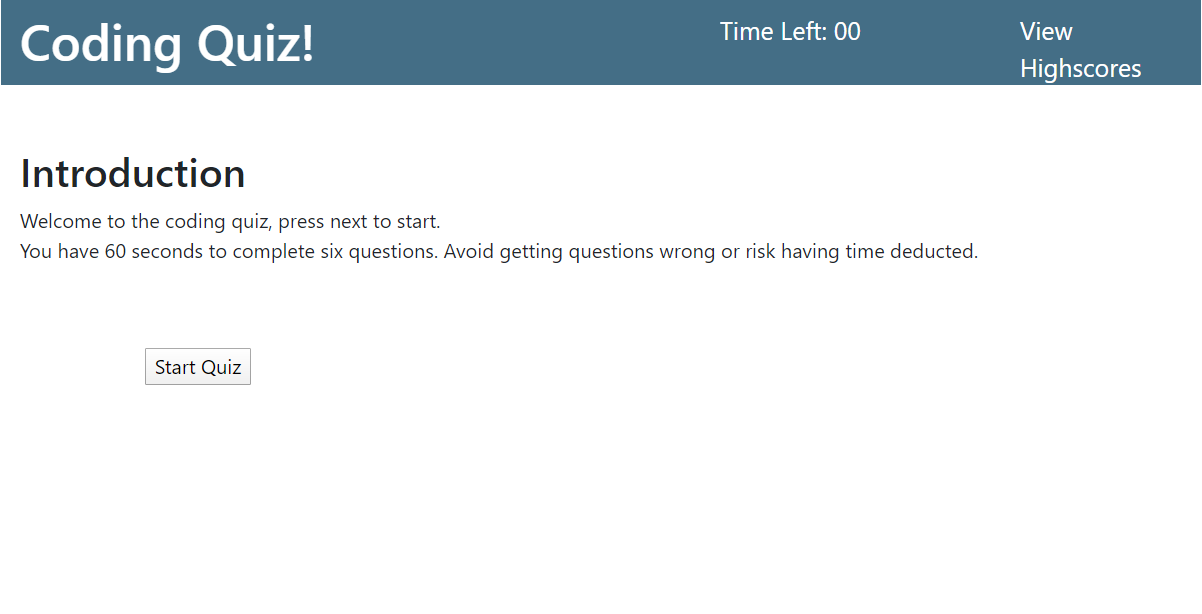 Coding Quiz!
Time Left: 00
View
Highscores
Introduction
Welcome to the coding quiz, press next to start.
You have 60 seconds to complete six questions. Avoid getting questions wrong or risk having time deducted.
Start Quiz